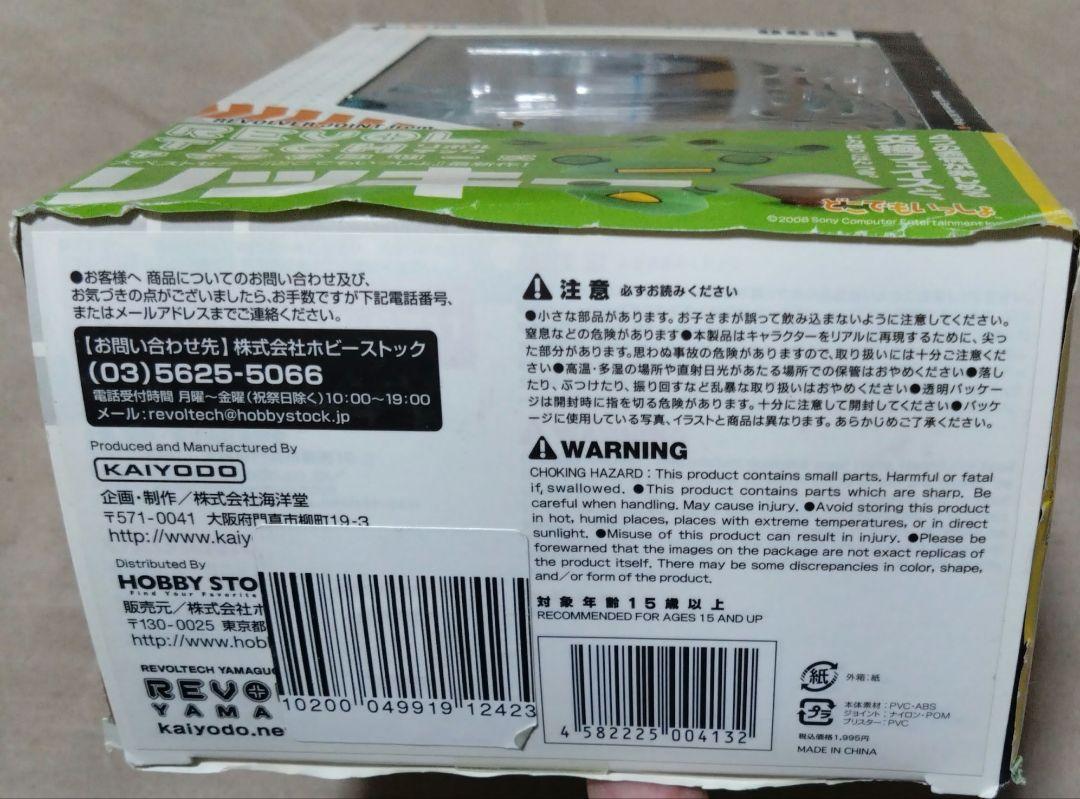 REVOLVER JOINT from
REVOL
TECH
リッキー
どこでもいっしょ
©2008 Sony Computer Entertainment
●お客様へ 商品についてのお問い合わせ及び、
お気づきの点がございましたら、お手数ですが下記電話番号、
またはメールアドレスまでご連絡ください。
【お問い合わせ先】株式会社ホビーストック
(03)5625-5066
電話受付時間 月曜〜金曜(祝祭日除く)10:00〜19:00
メール:revoltech@hobbystock.jp
Produced and Manufactured By
KAIYODO
企画・制作/株式会社海洋堂
〒571-0041 大阪府門真市柳町19-3
http://www.kaiy
Distributed By
HOBBY STO
Find Your Favorite
販売元/株式会社ホ
〒130-0025 東京都
http://www.hob
REVOLTECH YAMAGU
REVO
YAMA
kaiyodo.ne
10200 049919 12423
注意 必ずお読みください
●小さな部品があります。お子さまが誤って飲み込まないように注意してください。
窒息などの危険があります●本製品はキャラクターをリアルに再現するために、尖っ
た部分があります。思わぬ事故の危険がありますので、取り扱いには十分ご注意くだ
さい●高温・多湿の場所や直射日光があたる場所での保管はおやめください●落し
たり、ぶつけたり、振り回すなど乱暴な取り扱いはおやめください●透明パッケー
ジは開封時に指を切る危険があります。十分に注意して開封してください●パッケ
ージに使用している写真、イラストと商品は異なります。あらかじめご了承ください。
WARNING
CHOKING HAZARD : This product contains small parts. Harmful or fatal
if, swallowed. ●This product contains parts which are sharp. Be
careful when handling. May cause injury. ●Avoid storing this product
in hot, humid places, places with extreme temperatures, or in direct
sunlight. ●Misuse of this product can result in injury. ●Please be
forewarned that the images on the package are not exact replicas of
the product itself. There may be some discrepancies in color, shape,
and/or form of the product.
対象年齢15歳以上
RECOMMENDED FOR AGES 15 AND UP
4 582225 004132
紙
外箱:紙
プラ
本体素材:PVC・ABS
ジョイント:ナイロン・POM
ブリスター:PVC
税込価格1,995円
MADE IN CHINA